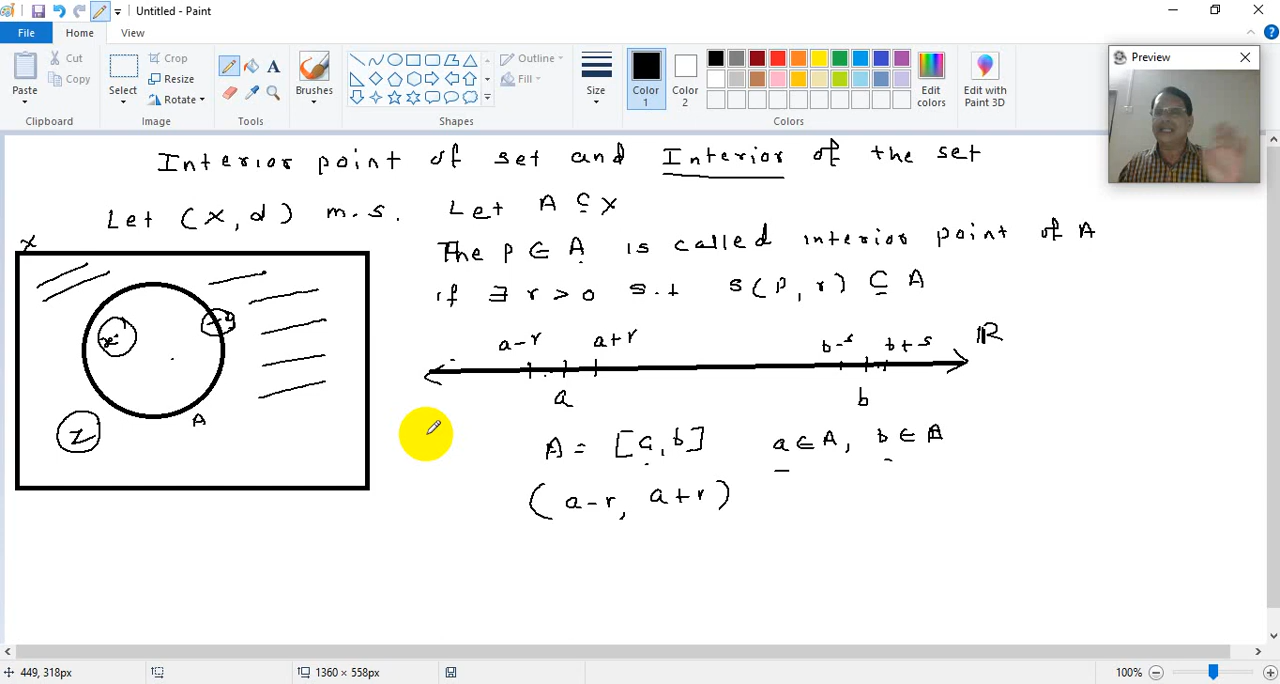 Untitled - Paint
File Home View
Paste Cut Copy
Clipboard
Select Crop Resize Rotate
Image
A
Tools
Brushes
Outline Fill
Shapes
Size
Color 1
Color 2
Edit colors
Colors
Edit with Paint 3D
Preview
Interior point of set and Interior of the set
Let (X, d) m.s. Let A ⊆ X
The p ∈ A is called interior point of A
if ∃ r > 0 s.t S(p, r) ⊆ A
X
x
y
z
A
a-r a+r b-s b+s ℝ
a b
A = [a, b] a ∈ A, b ∈ A
(a-r, a+r)
449, 318px
1360 × 558px
100%